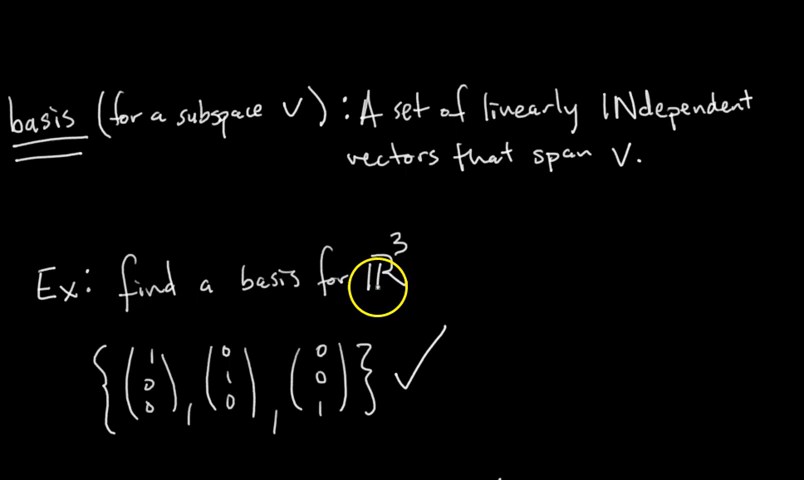 basis (for a subspace V): A set of linearly INdependent
vectors that span V.
Ex: find a basis for ℝ³
{(1 0 0), (0 1 0), (0 0 1)} ✓